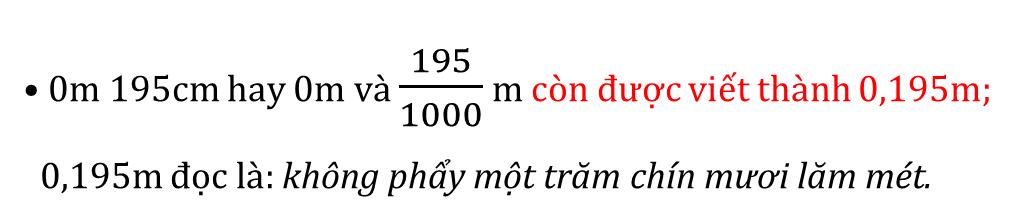 • 0m 195cm hay 0m và 195/1000 m còn được viết thành 0,195m;
0,195m đọc là: không phẩy một trăm chín mươi lăm mét.